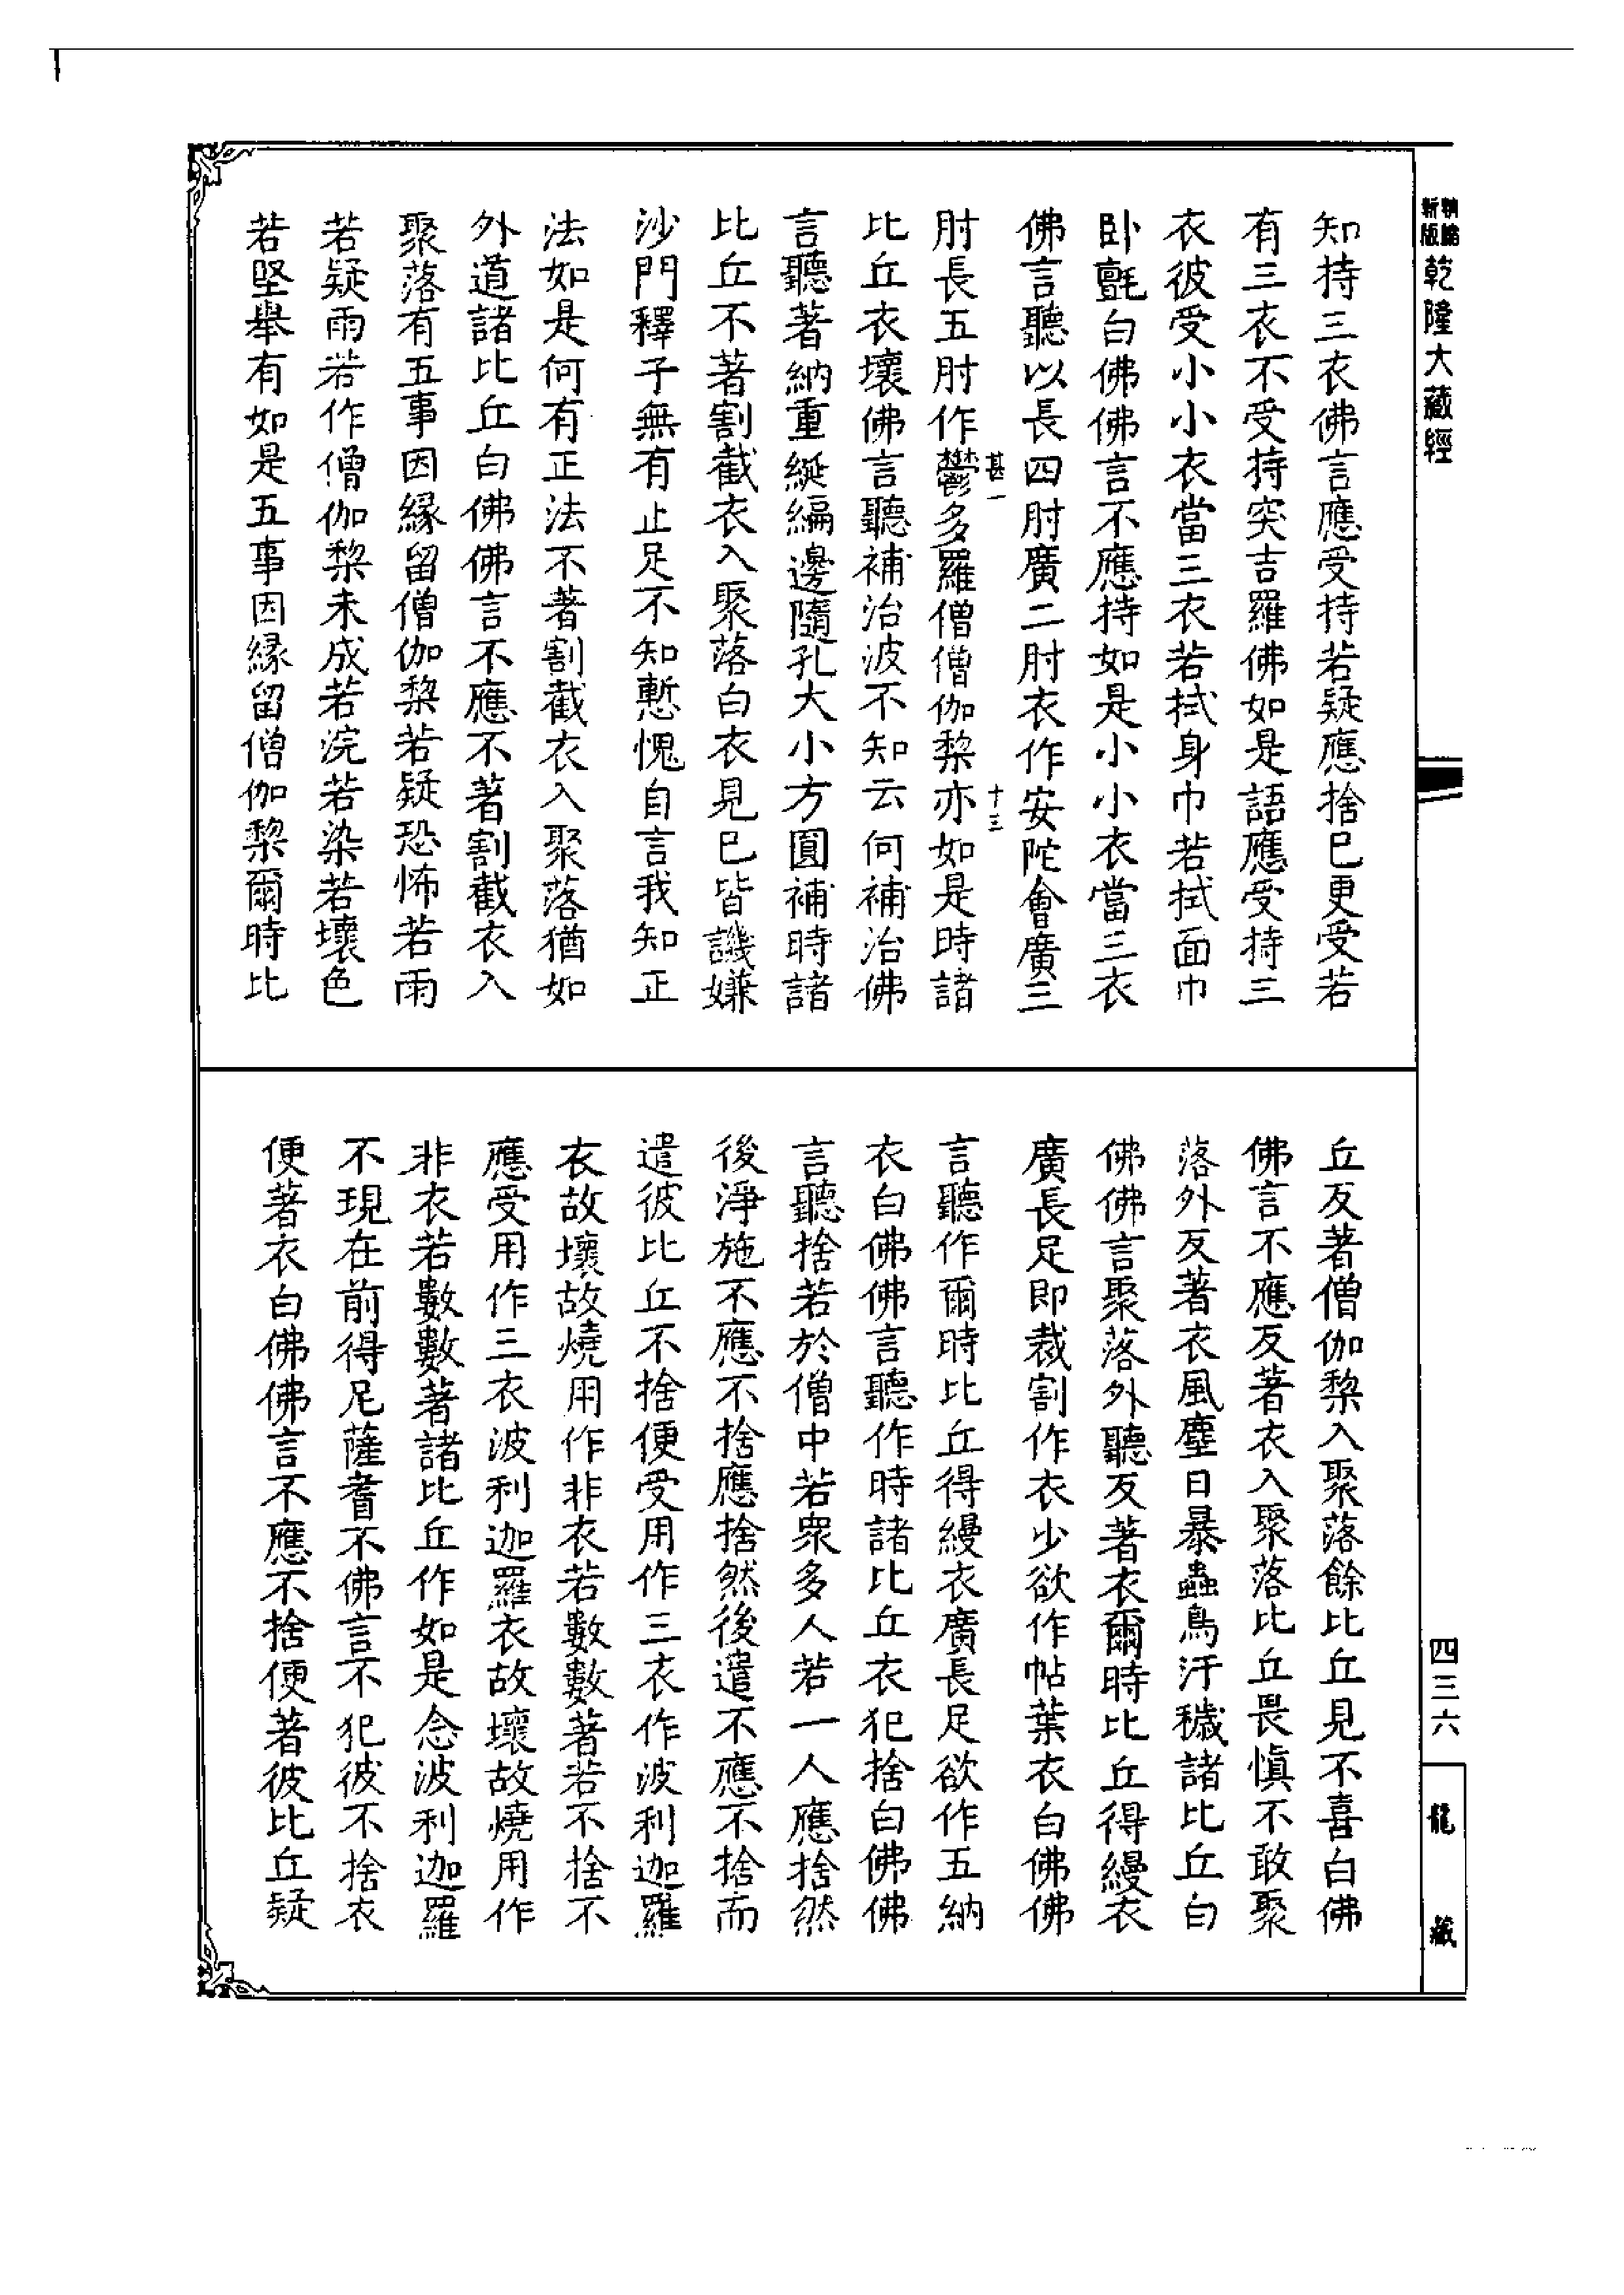 新版
乾隆大藏經
知持三衣佛言應受持若疑應捨已更受若
有三衣不受持突吉羅佛如是語應受持三
衣彼受小小衣當三衣若拭身巾若拭面巾
卧氈白佛佛言不應持如是小小衣當三衣
佛言聽以長四肘廣二肘衣作安陀會廣三
肘長五肘作鬱多羅僧僧伽棃亦如是時諸
甚一
十三
比丘衣壞佛言聽補治波不知云何補治佛
言聽著納重綖編邊隨孔大小方圓補時諸
比丘不著割截衣入聚落白衣見已皆譏嫌
沙門釋子無有止足不知慙愧自言我知正
法如是何有正法不著割截衣入聚落猶如
外道諸比丘白佛佛言不應不著割截衣入
聚落有五事因緣留僧伽棃若疑恐怖若雨
若疑雨若作僧伽棃未成若浣若染若壞色
若堅舉有如是五事因緣留僧伽棃爾時比
丘反著僧伽棃入聚落餘比丘見不喜白佛
佛言不應反著衣入聚落比丘畏慎不敢聚
落外反著衣風塵日暴蟲鳥汙穢諸比丘白
佛佛言聚落外聽反著衣爾時比丘得縵衣
廣長足即裁割作衣少欲作帖葉衣白佛佛
言聽作爾時比丘得縵衣廣長足欲作五納
衣白佛佛言聽作時諸比丘衣犯捨白佛佛
言聽捨若於僧中若眾多人若一人應捨然
後淨施不應不捨應捨然後遣不應不捨而
遣彼比丘不捨便受用作三衣作波利迦羅
衣故壞故燒用作非衣若數數著若不捨不
應受用作三衣波利迦羅衣故壞故燒用作
非衣若數數著諸比丘作如是念波利迦羅
不現在前得尼薩耆不佛言不犯彼不捨衣
便著衣白佛佛言不應不捨便著彼比丘疑
四三六
龍藏